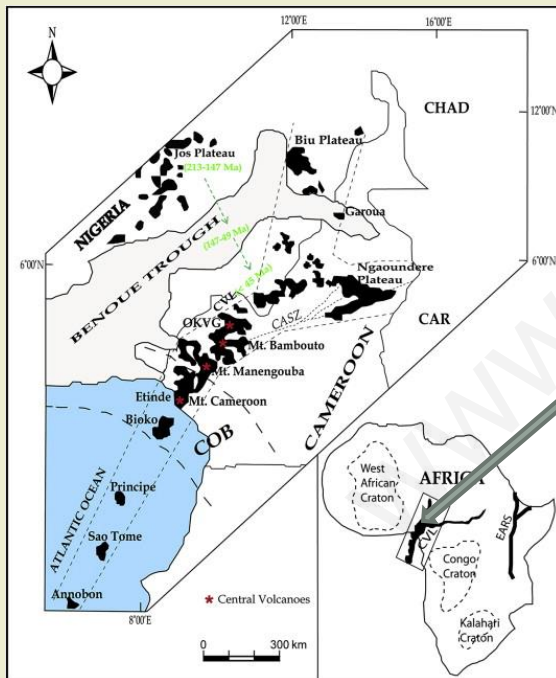 12°00'E
16°00'E
N
CHAD
12°00'N
Biu Plateau
Jos Plateau
(213-147 Ma)
NIGERIA
Garoua
BENOUE TROUGH
(147-49 Ma)
6°00'N
6°00'N
Ngaoundere
Plateau
(< 45 Ma)
CVL
OKVG
CASZ
CAR
Mt. Bambouto
Mt. Manengouba
CAMEROON
Etinde
Mt. Cameroon
Bioko
COB
ATLANTIC OCEAN
Principe
Sao Tome
Annobon
8°00'E
* Central Volcanoes
0 300 km
West
African
Craton
AFRICA
CVL
EARS
Congo
Craton
Kalahari
Craton